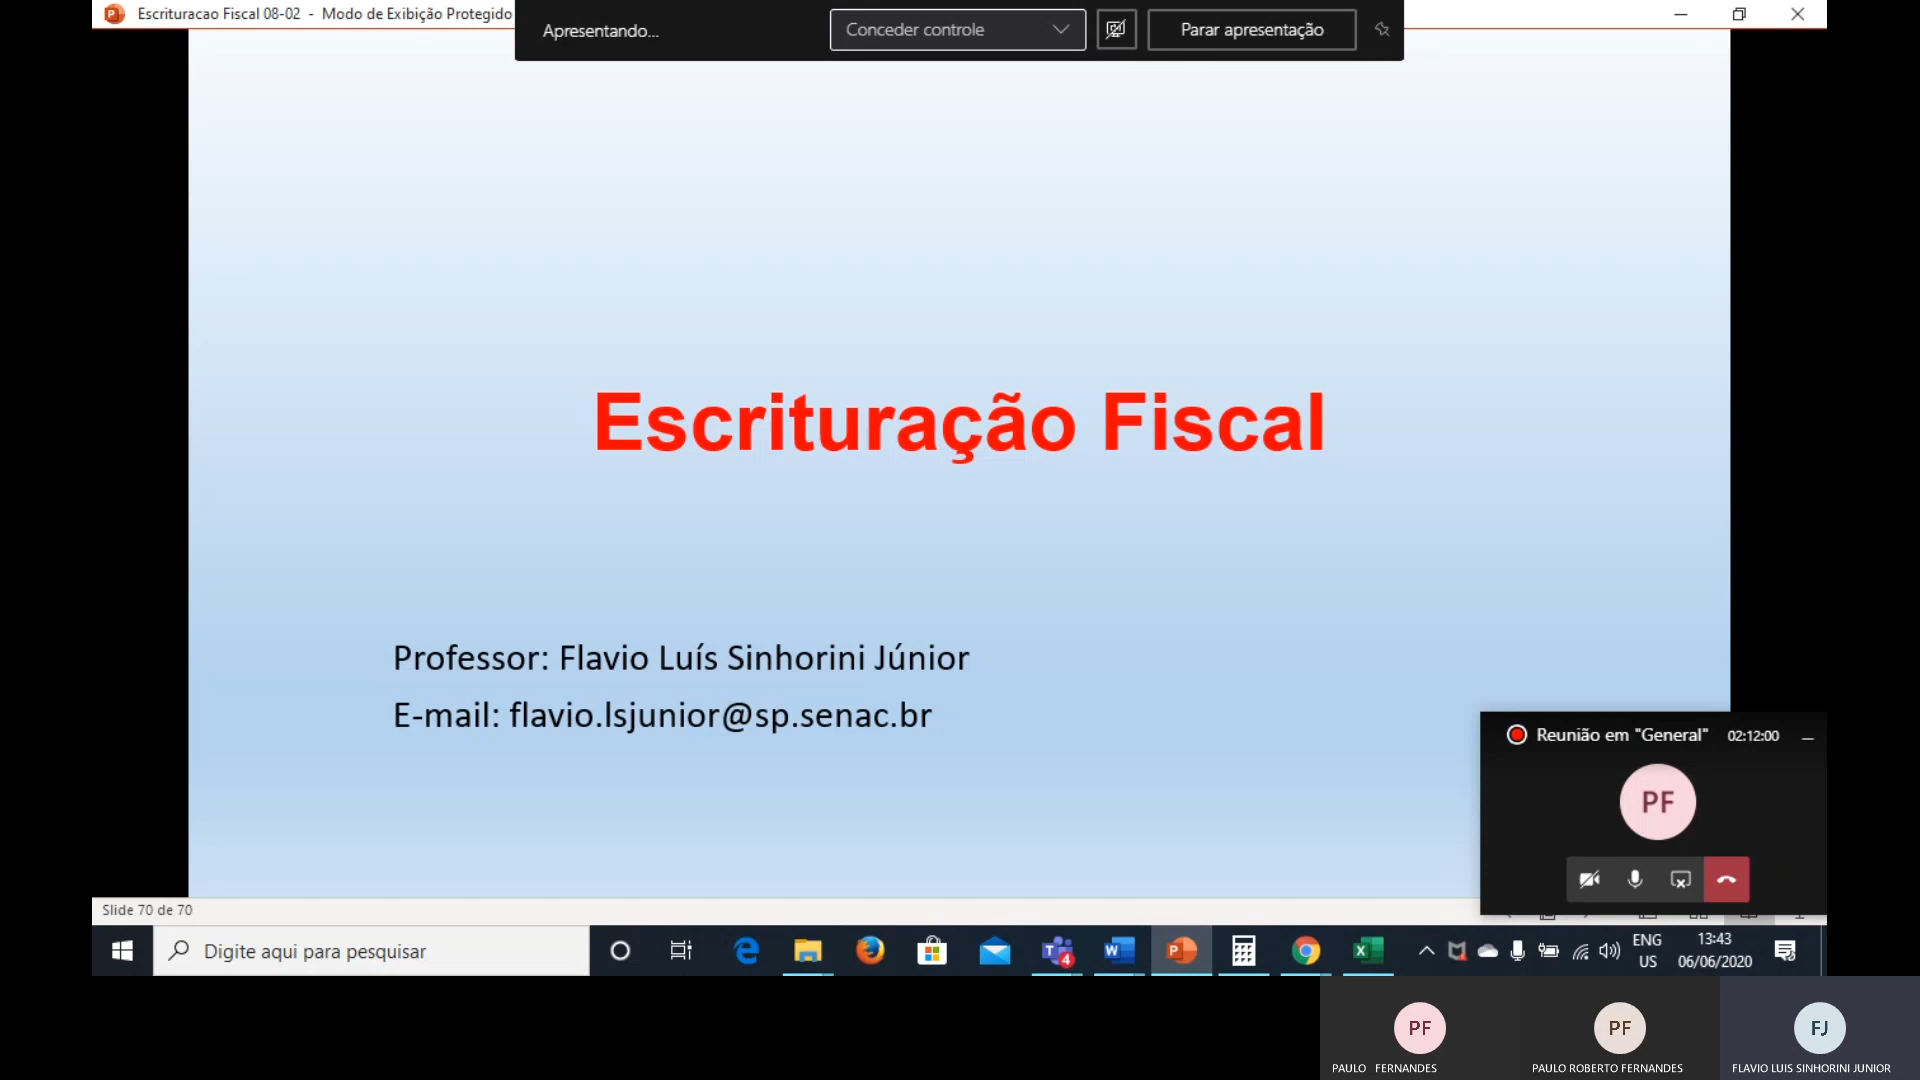 Escrituracao Fiscal 08-02 - Modo de Exibição Protegido
Apresentando...
Conceder controle
Parar apresentação
Escrituração Fiscal
Professor: Flavio Luís Sinhorini Júnior
E-mail: flavio.lsjunior@sp.senac.br
Reunião em "General" 02:12:00
PF
Slide 70 de 70
Digite aqui para pesquisar
4
ENG
US
13:43
06/06/2020
PF
PAULO FERNANDES
PF
PAULO ROBERTO FERNANDES
FJ
FLAVIO LUIS SINHORINI JUNIOR